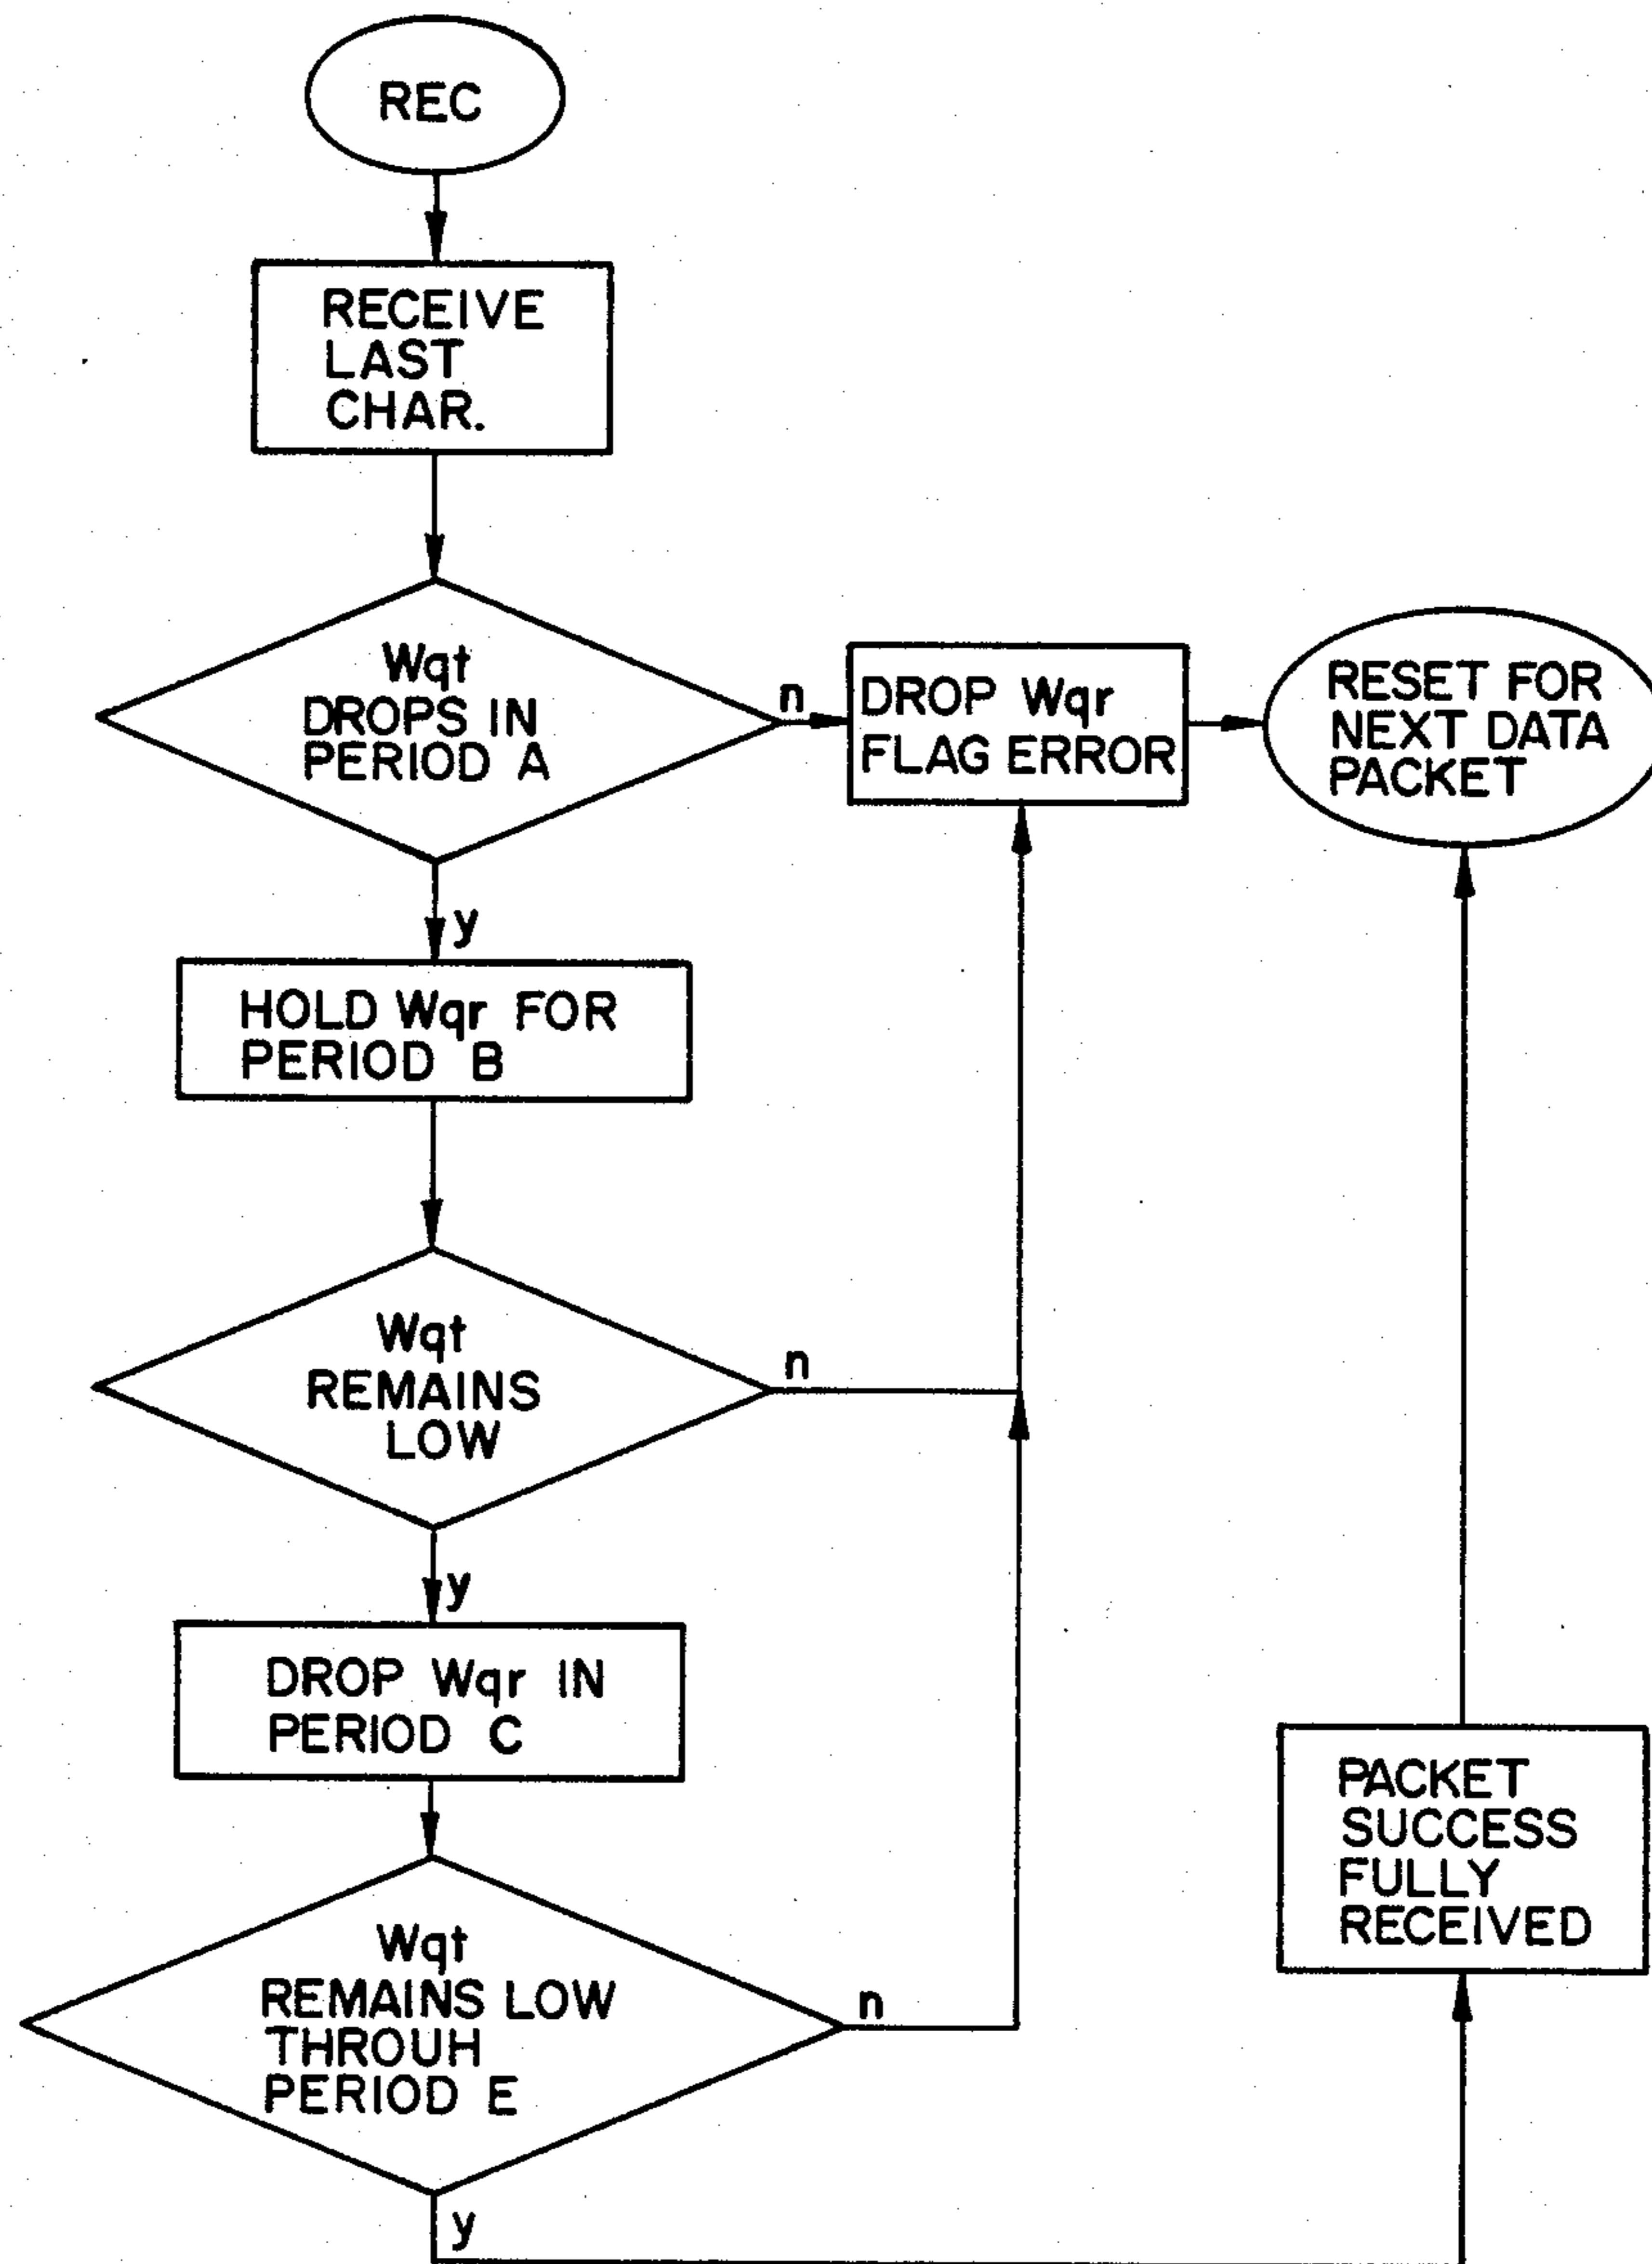 REC
RECEIVE
LAST
CHAR.
Wqt
DROPS IN
PERIOD A
n
DROP Wqr
FLAG ERROR
RESET FOR
NEXT DATA
PACKET
y
HOLD Wqr FOR
PERIOD B
Wqt
REMAINS
LOW
n
y
DROP Wqr IN
PERIOD C
Wqt
REMAINS LOW
THROUH
PERIOD E
n
y
PACKET
SUCCESS
FULLY
RECEIVED